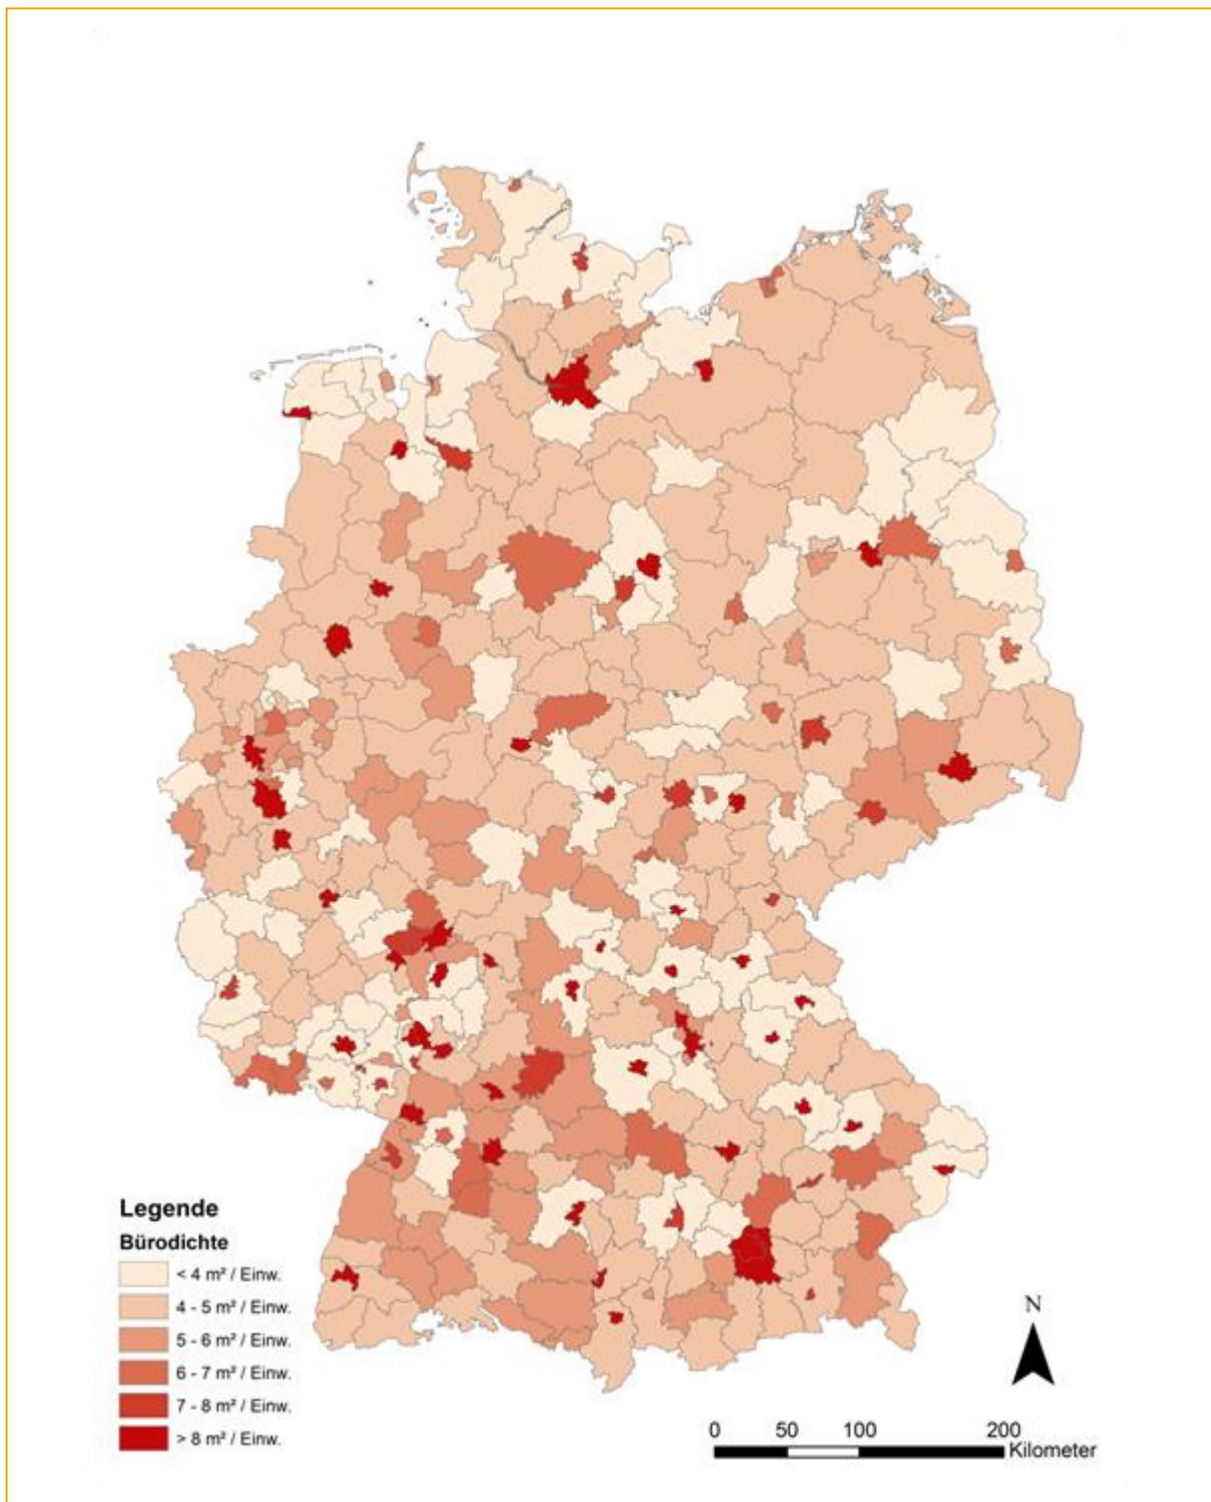 Legende
Bürodichte
< 4 m² / Einw.
4 - 5 m² / Einw.
5 - 6 m² / Einw.
6 - 7 m² / Einw.
7 - 8 m² / Einw.
> 8 m² / Einw.
N
0 50 100 200
Kilometer